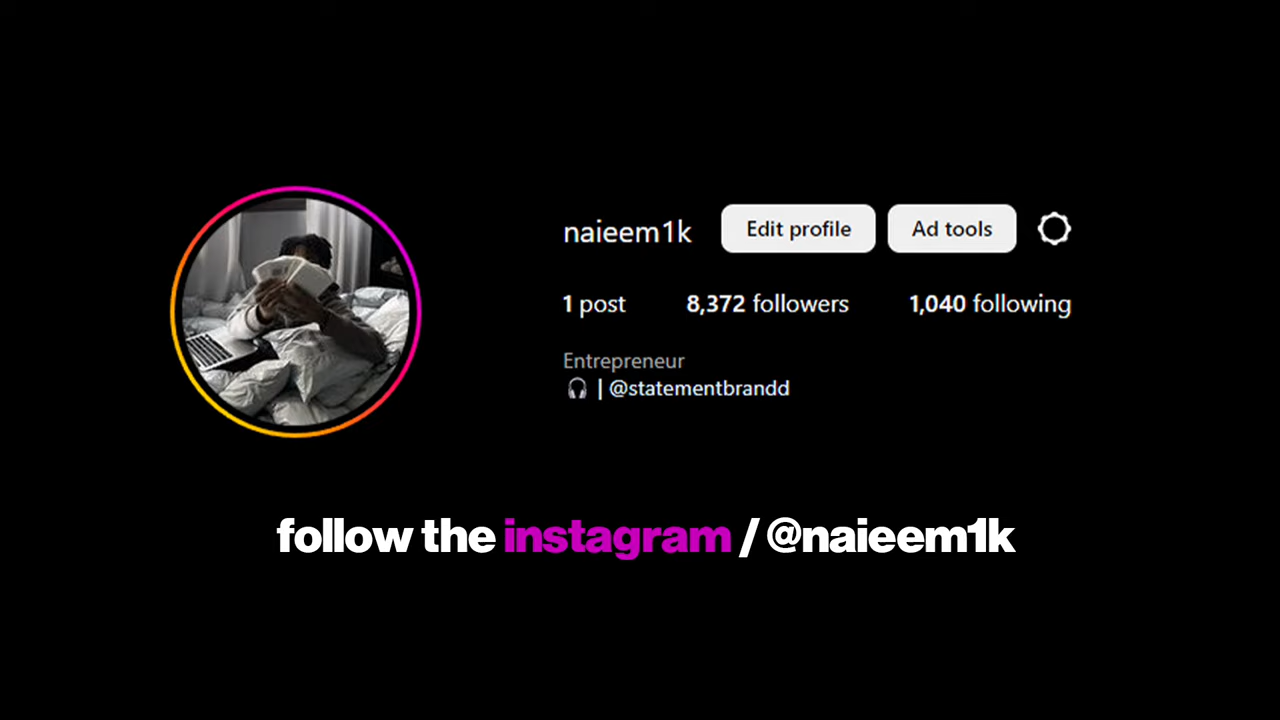 naieem1k Edit profile Ad tools
1 post 8,372 followers 1,040 following
Entrepreneur
🎧 | @statementbrandd
follow the instagram / @naieem1k